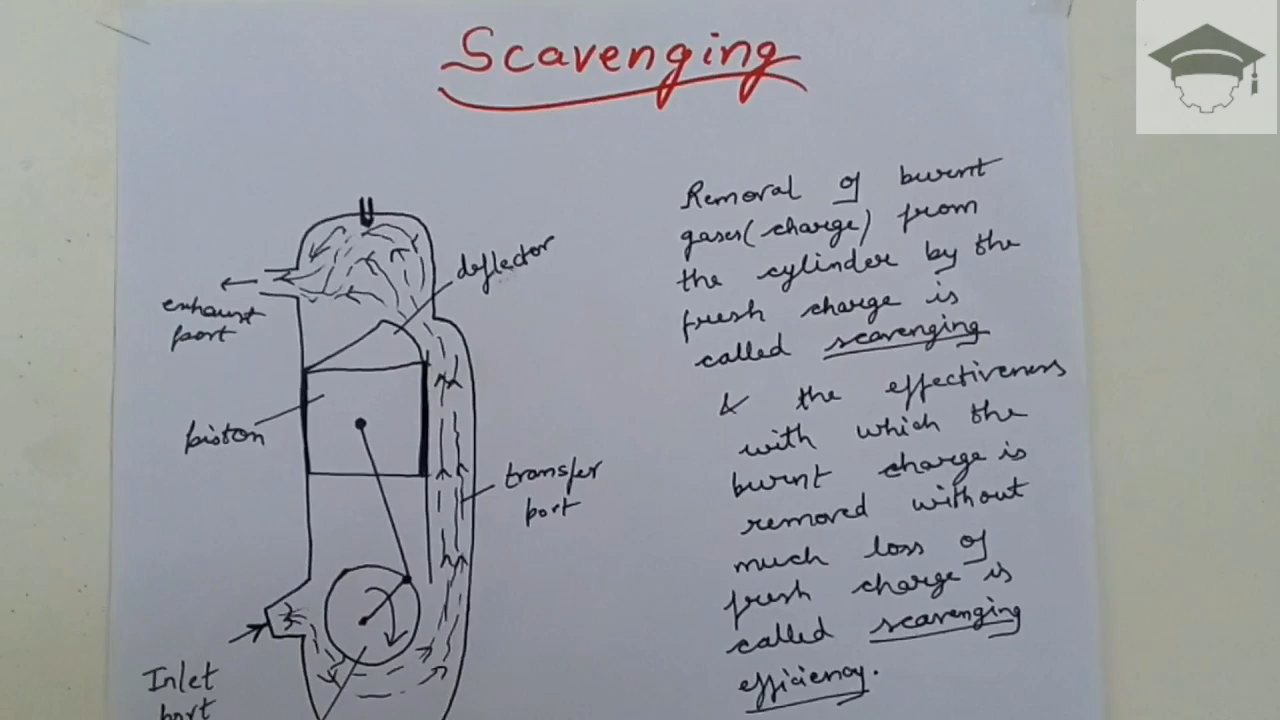 Scavenging
Removal of burnt
gases (charge) from
the cylinder by the
fresh charge is
called scavenging
& the effectiveness
with which the
burnt charge is
removed without
much loss of
fresh charge is
called scavenging
efficiency.
deflector
exhaust
port
piston
transfer
port
Inlet
port